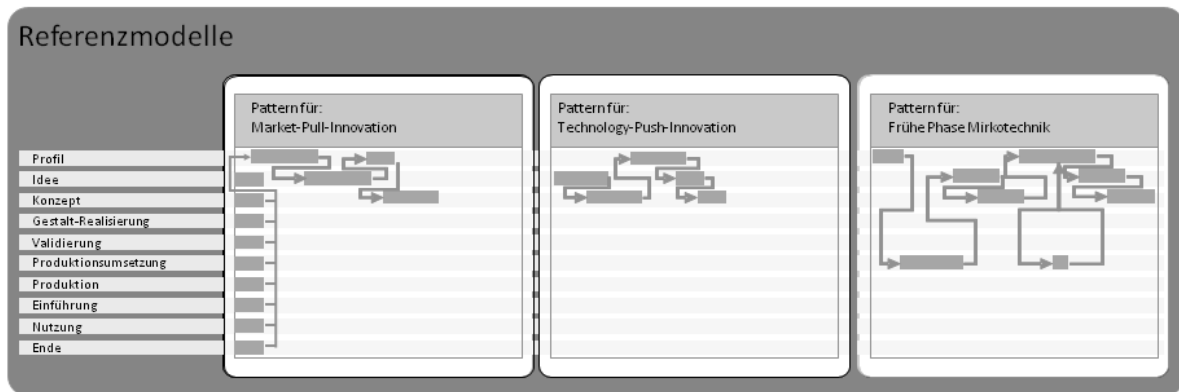 Referenzmodelle
Pattern für:
Market-Pull-Innovation
Pattern für:
Technology-Push-Innovation
Pattern für:
Frühe Phase Mirkotechnik
Profil
Idee
Konzept
Gestalt-Realisierung
Validierung
Produktionsumsetzung
Produktion
Einführung
Nutzung
Ende